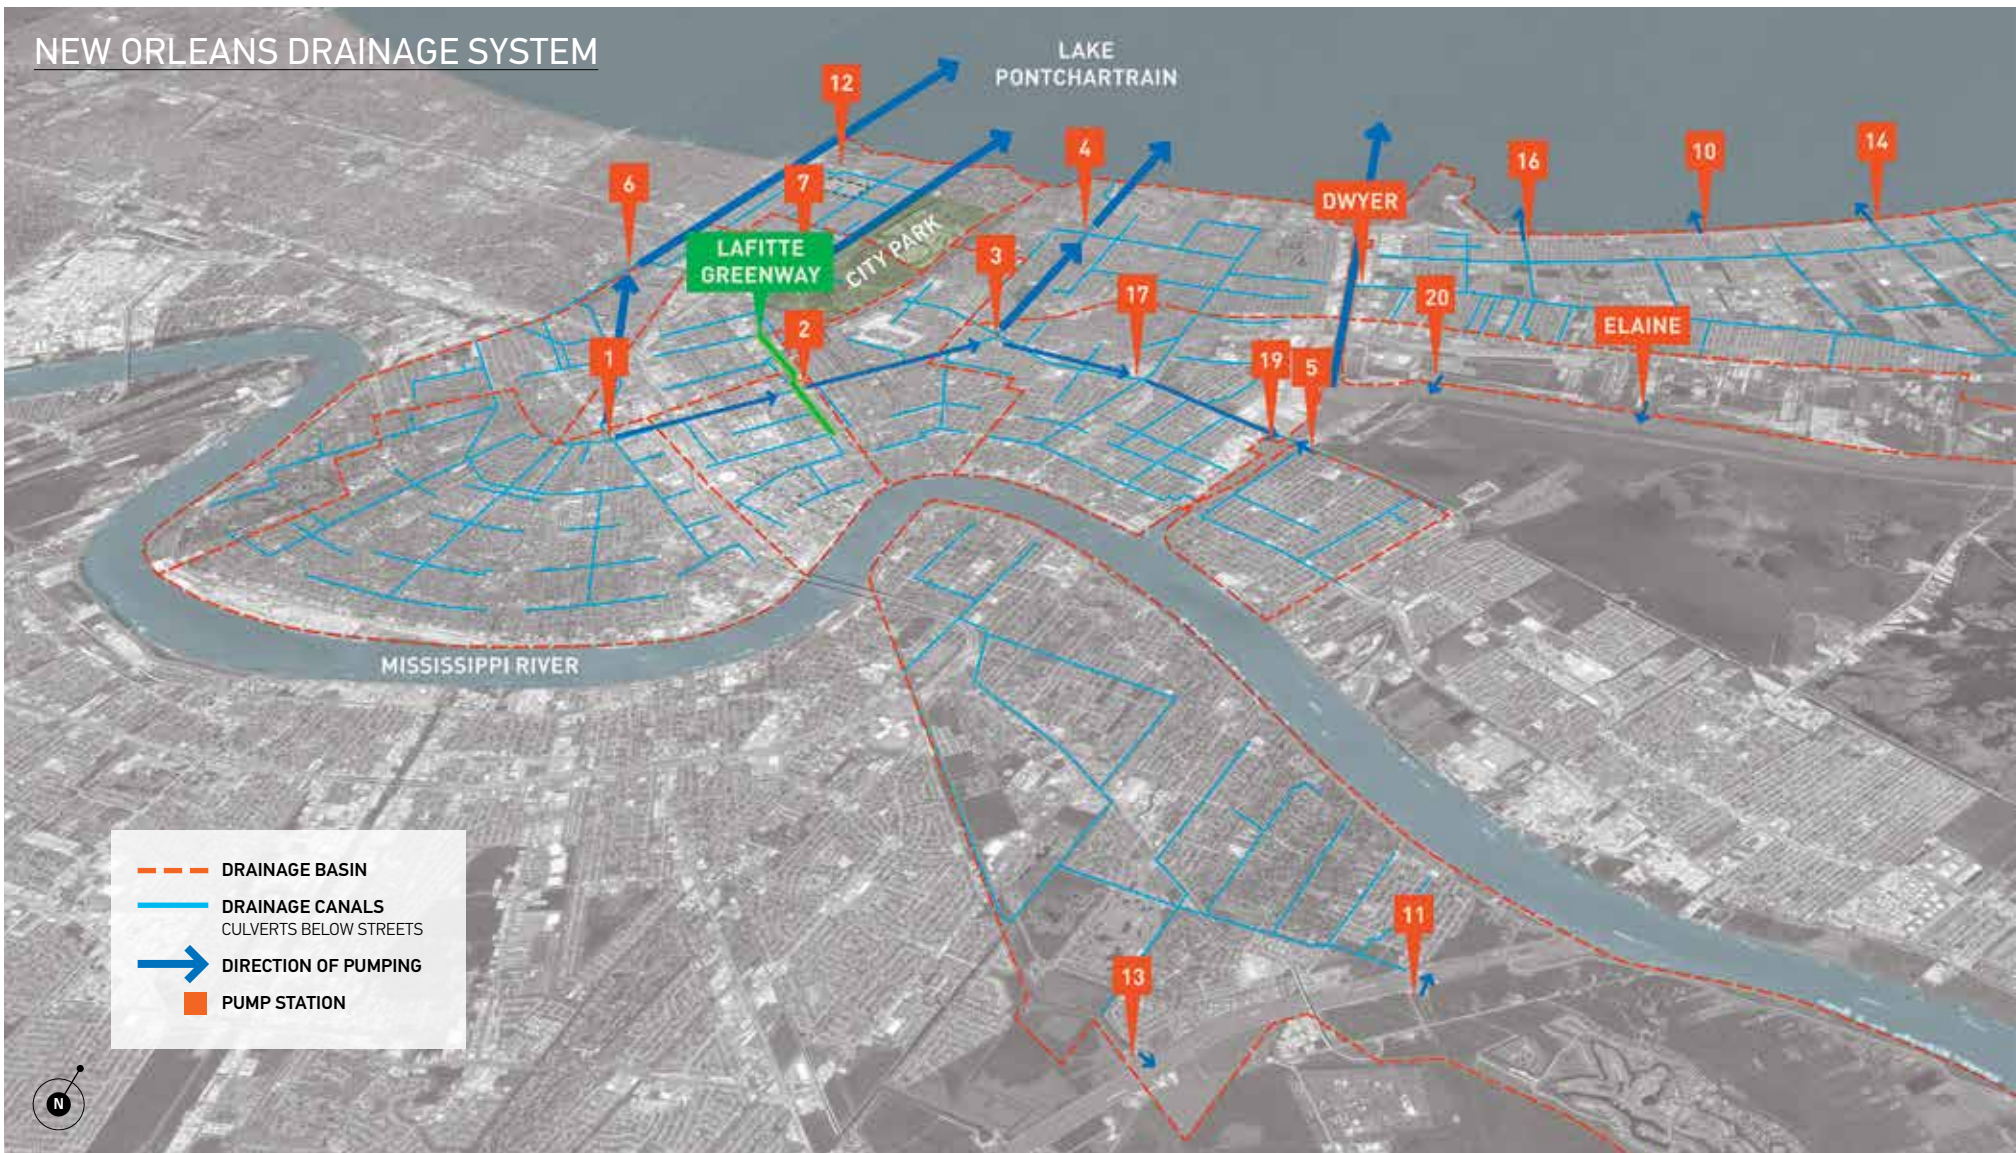 NEW ORLEANS DRAINAGE SYSTEM
LAKE
PONTCHARTRAIN
12
4
14
10
16
6
7
DWYER
CITY PARK
LAFITTE
GREENWAY
3
17
20
ELAINE
2
1
19
5
MISSISSIPPI RIVER
DRAINAGE BASIN
DRAINAGE CANALS
CULVERTS BELOW STREETS
DIRECTION OF PUMPING
PUMP STATION
11
13
N